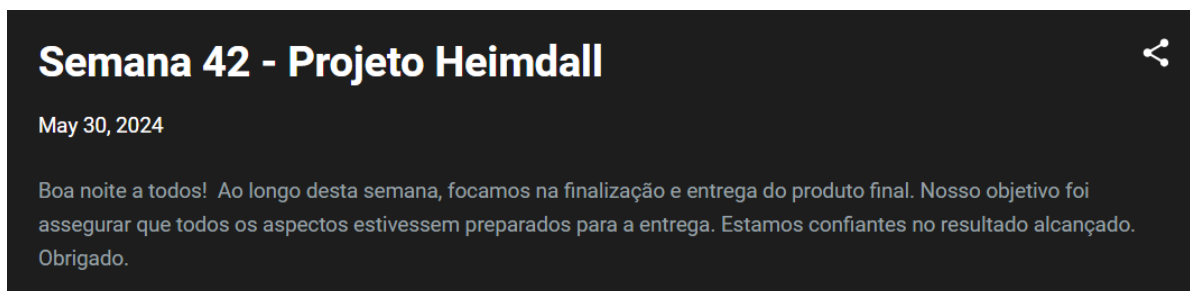 Semana 42 - Projeto Heimdall
May 30, 2024
Boa noite a todos!  Ao longo desta semana, focamos na finalização e entrega do produto final. Nosso objetivo foi
assegurar que todos os aspectos estivessem preparados para a entrega. Estamos confiantes no resultado alcançado.
Obrigado.